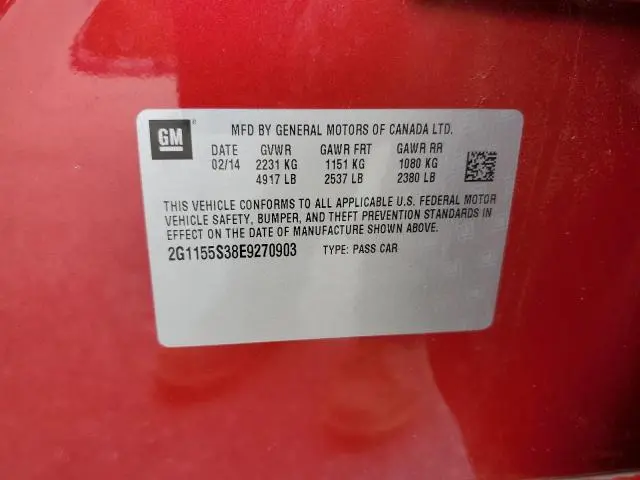 GM ® MFD BY GENERAL MOTORS OF CANADA LTD.
DATE GVWR GAWR FRT GAWR RR
02/14 2231 KG 1151 KG 1080 KG
4917 LB 2537 LB 2380 LB
THIS VEHICLE CONFORMS TO ALL APPLICABLE U.S. FEDERAL MOTOR
VEHICLE SAFETY, BUMPER, AND THEFT PREVENTION STANDARDS IN
EFFECT ON THE DATE OF MANUFACTURE SHOWN ABOVE.
2G1155S38E9270903 TYPE: PASS CAR